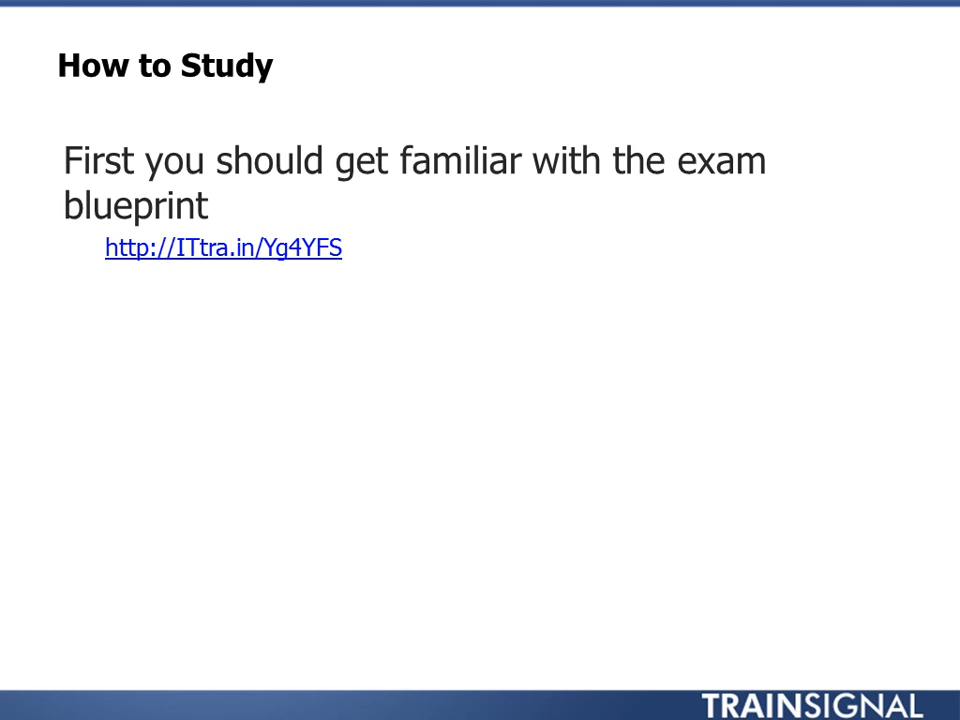 How to Study
First you should get familiar with the exam
blueprint
http://ITtra.in/Yg4YFS
TRAINSIGNAL